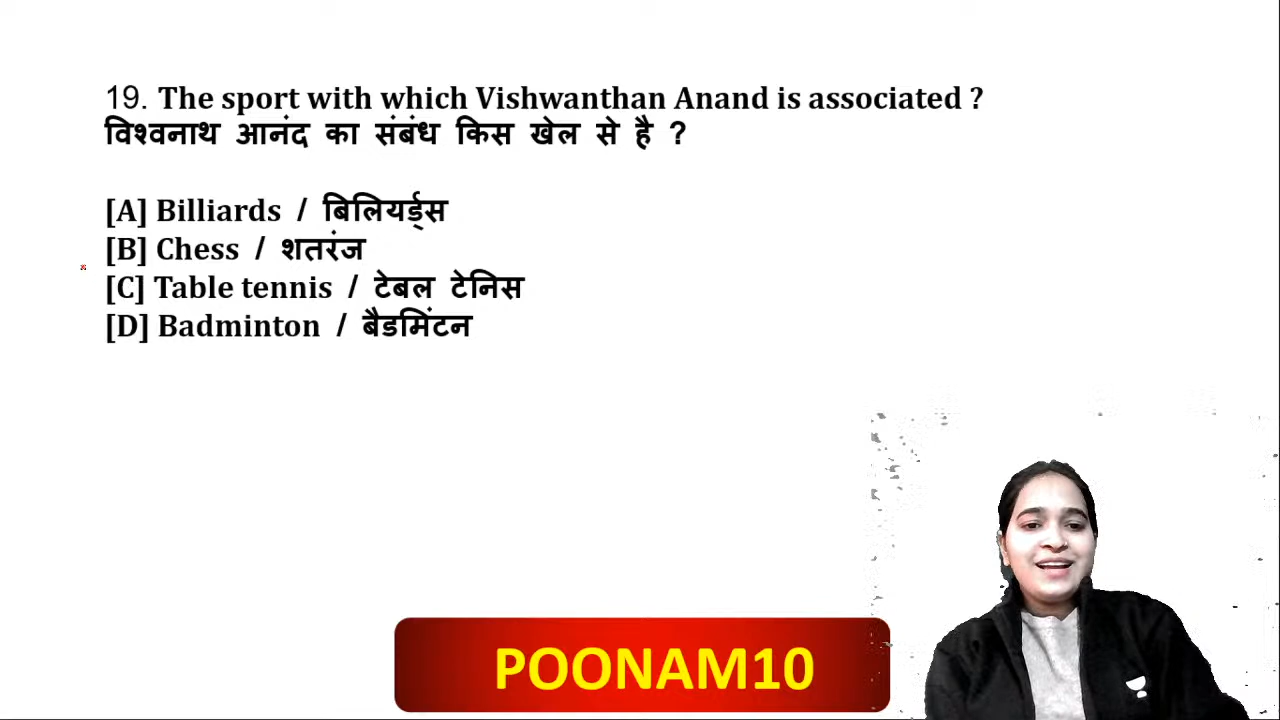 19. The sport with which Vishwanthan Anand is associated ?
विश्वनाथ आनंद का संबंध किस खेल से है ?
[A] Billiards / बिलियर्ड्स
[B] Chess / शतरंज
[C] Table tennis / टेबल टेनिस
[D] Badminton / बैडमिंटन
POONAM10